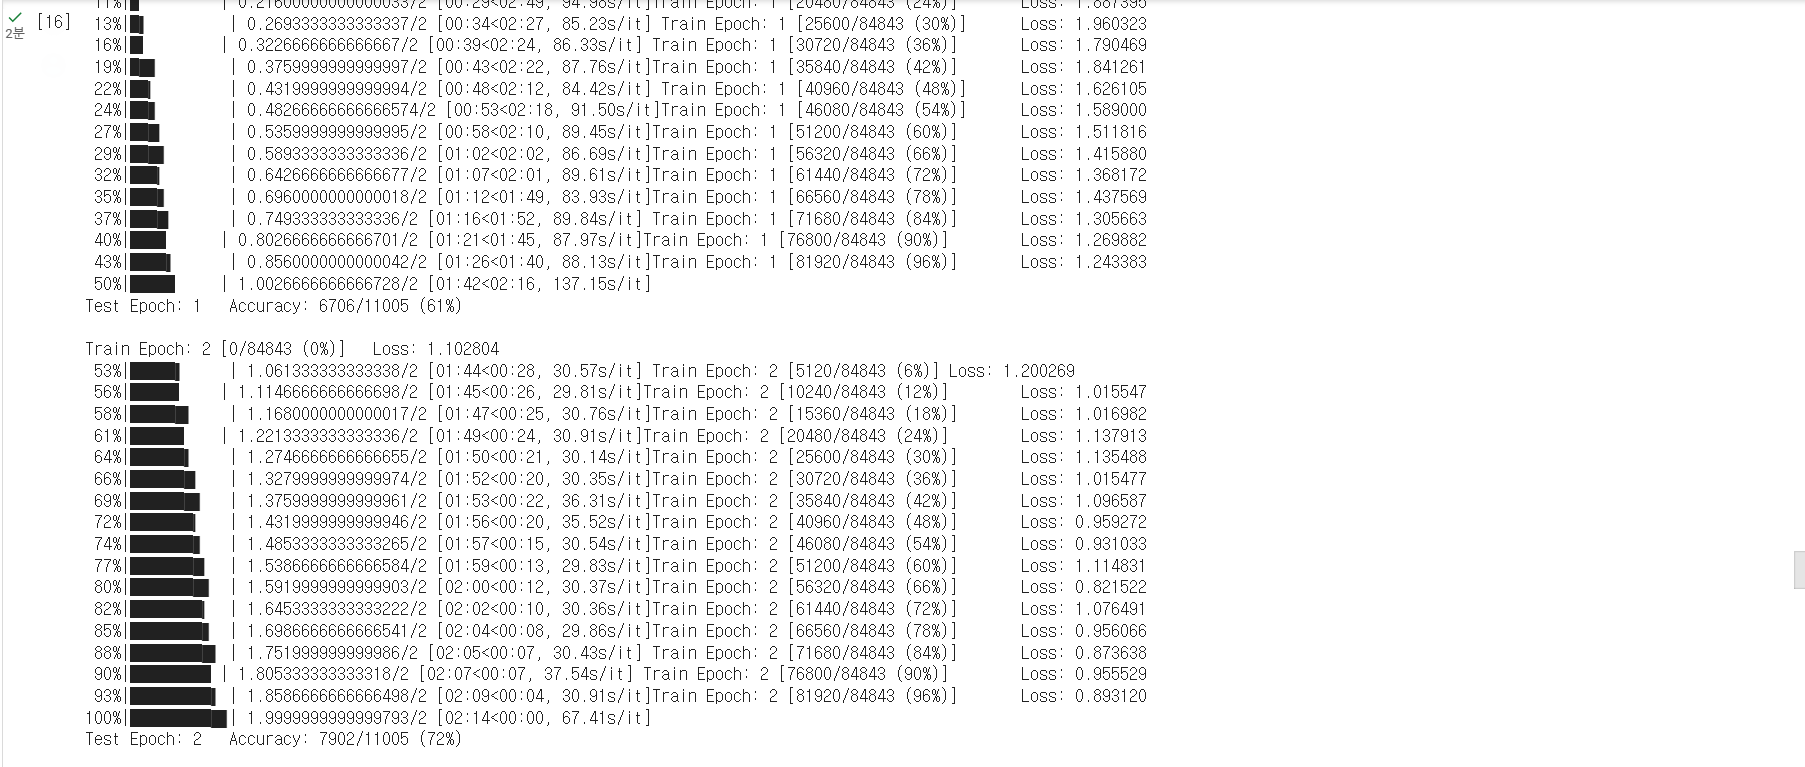 11%| | 0.21600000000000033/2 [00:29<02:49, 94.98s/it]Train Epoch: 1 [20480/84843 (24%)] Loss: 1.887395
[16] 13%| | 0.2693333333333337/2 [00:34<02:27, 85.23s/it] Train Epoch: 1 [25600/84843 (30%)] Loss: 1.960323
2분 16%| | 0.3226666666666667/2 [00:39<02:24, 86.33s/it] Train Epoch: 1 [30720/84843 (36%)] Loss: 1.790469
19%| | 0.3759999999999997/2 [00:43<02:22, 87.76s/it]Train Epoch: 1 [35840/84843 (42%)] Loss: 1.841261
22%| | 0.4319999999999994/2 [00:48<02:12, 84.42s/it] Train Epoch: 1 [40960/84843 (48%)] Loss: 1.626105
24%| | 0.48266666666666574/2 [00:53<02:18, 91.50s/it]Train Epoch: 1 [46080/84843 (54%)] Loss: 1.589000
27%| | 0.5359999999999995/2 [00:58<02:10, 89.45s/it]Train Epoch: 1 [51200/84843 (60%)] Loss: 1.511816
29%| | 0.5893333333333336/2 [01:02<02:02, 86.69s/it]Train Epoch: 1 [56320/84843 (66%)] Loss: 1.415880
32%| | 0.6426666666666677/2 [01:07<02:01, 89.61s/it]Train Epoch: 1 [61440/84843 (72%)] Loss: 1.368172
35%| | 0.6960000000000018/2 [01:12<01:49, 83.93s/it]Train Epoch: 1 [66560/84843 (78%)] Loss: 1.437569
37%| | 0.749333333333336/2 [01:16<01:52, 89.84s/it] Train Epoch: 1 [71680/84843 (84%)] Loss: 1.305663
40%| | 0.8026666666666701/2 [01:21<01:45, 87.97s/it]Train Epoch: 1 [76800/84843 (90%)] Loss: 1.269882
43%| | 0.8560000000000042/2 [01:26<01:40, 88.13s/it]Train Epoch: 1 [81920/84843 (96%)] Loss: 1.243383
50%| | 1.0026666666666728/2 [01:42<02:16, 137.15s/it]
Test Epoch: 1 Accuracy: 6706/11005 (61%)
Train Epoch: 2 [0/84843 (0%)] Loss: 1.102804
53%| | 1.061333333333338/2 [01:44<00:28, 30.57s/it] Train Epoch: 2 [5120/84843 (6%)] Loss: 1.200269
56%| | 1.1146666666666698/2 [01:45<00:26, 29.81s/it]Train Epoch: 2 [10240/84843 (12%)] Loss: 1.015547
58%| | 1.1680000000000017/2 [01:47<00:25, 30.76s/it]Train Epoch: 2 [15360/84843 (18%)] Loss: 1.016982
61%| | 1.2213333333333336/2 [01:49<00:24, 30.91s/it]Train Epoch: 2 [20480/84843 (24%)] Loss: 1.137913
64%| | 1.2746666666666655/2 [01:50<00:21, 30.14s/it]Train Epoch: 2 [25600/84843 (30%)] Loss: 1.135488
66%| | 1.3279999999999974/2 [01:52<00:20, 30.35s/it]Train Epoch: 2 [30720/84843 (36%)] Loss: 1.015477
69%| | 1.3759999999999961/2 [01:53<00:22, 36.31s/it]Train Epoch: 2 [35840/84843 (42%)] Loss: 1.096587
72%| | 1.4319999999999946/2 [01:56<00:20, 35.52s/it]Train Epoch: 2 [40960/84843 (48%)] Loss: 0.959272
74%| | 1.4853333333333265/2 [01:57<00:15, 30.54s/it]Train Epoch: 2 [46080/84843 (54%)] Loss: 0.931033
77%| | 1.5386666666666584/2 [01:59<00:13, 29.83s/it]Train Epoch: 2 [51200/84843 (60%)] Loss: 1.114831
80%| | 1.5919999999999903/2 [02:00<00:12, 30.37s/it]Train Epoch: 2 [56320/84843 (66%)] Loss: 0.821522
82%| | 1.6453333333333222/2 [02:02<00:10, 30.36s/it]Train Epoch: 2 [61440/84843 (72%)] Loss: 1.076491
85%| | 1.6986666666666541/2 [02:04<00:08, 29.86s/it]Train Epoch: 2 [66560/84843 (78%)] Loss: 0.956066
88%| | 1.751999999999986/2 [02:05<00:07, 30.43s/it] Train Epoch: 2 [71680/84843 (84%)] Loss: 0.873638
90%| | 1.805333333333318/2 [02:07<00:07, 37.54s/it] Train Epoch: 2 [76800/84843 (90%)] Loss: 0.955529
93%| | 1.8586666666666498/2 [02:09<00:04, 30.91s/it]Train Epoch: 2 [81920/84843 (96%)] Loss: 0.893120
100%| | 1.9999999999999793/2 [02:14<00:00, 67.41s/it]
Test Epoch: 2 Accuracy: 7902/11005 (72%)